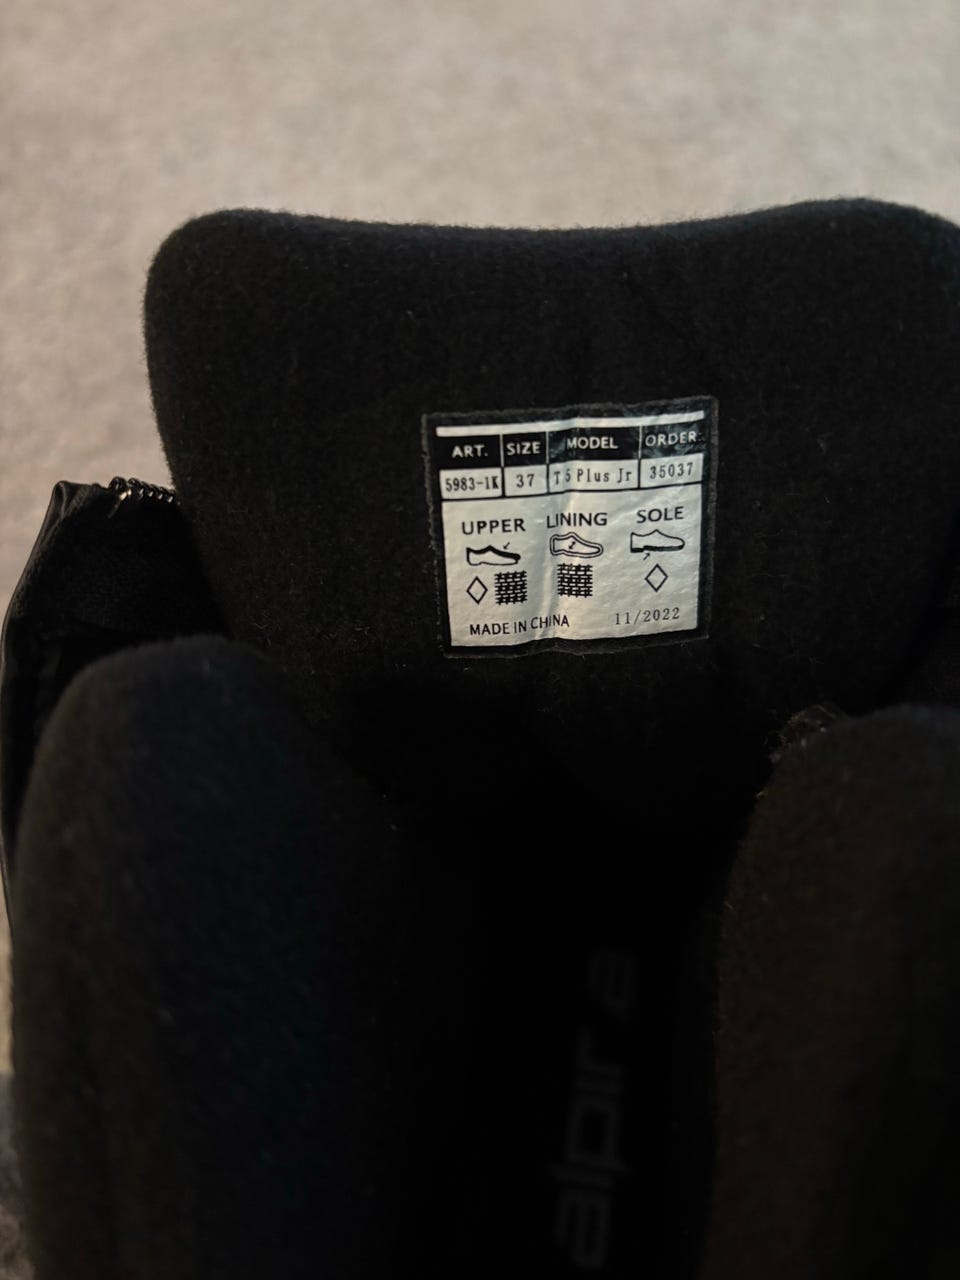 ART. SIZE MODEL ORDER:
5983-1K 37 T5 Plus Jr 35037
UPPER LINING SOLE
MADE IN CHINA 11/2022
alpina